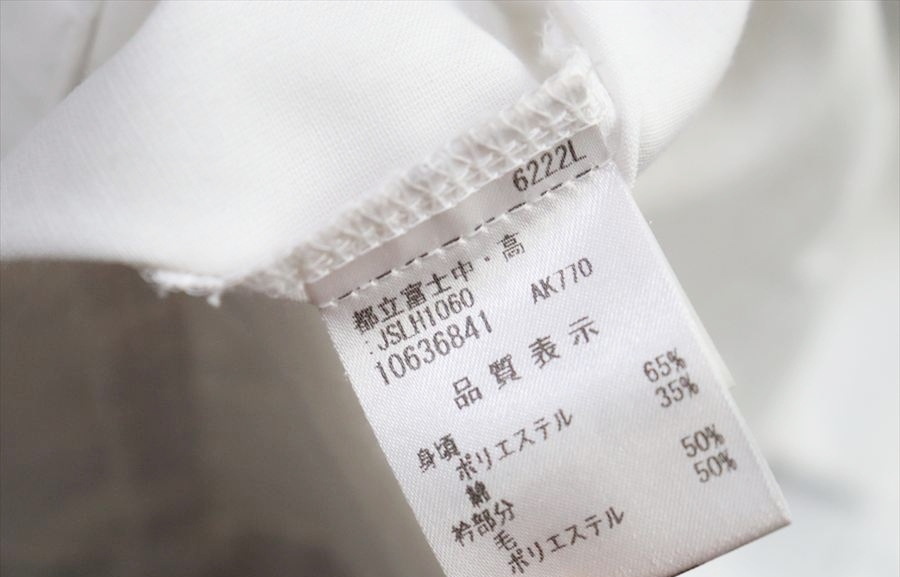 6222L
都立富士中・高
:JSLH1060 AK770
10636841
品質表示
身頃
ポリエステル 65%
綿 35%
衿部分
毛 50%
ポリエステル 50%